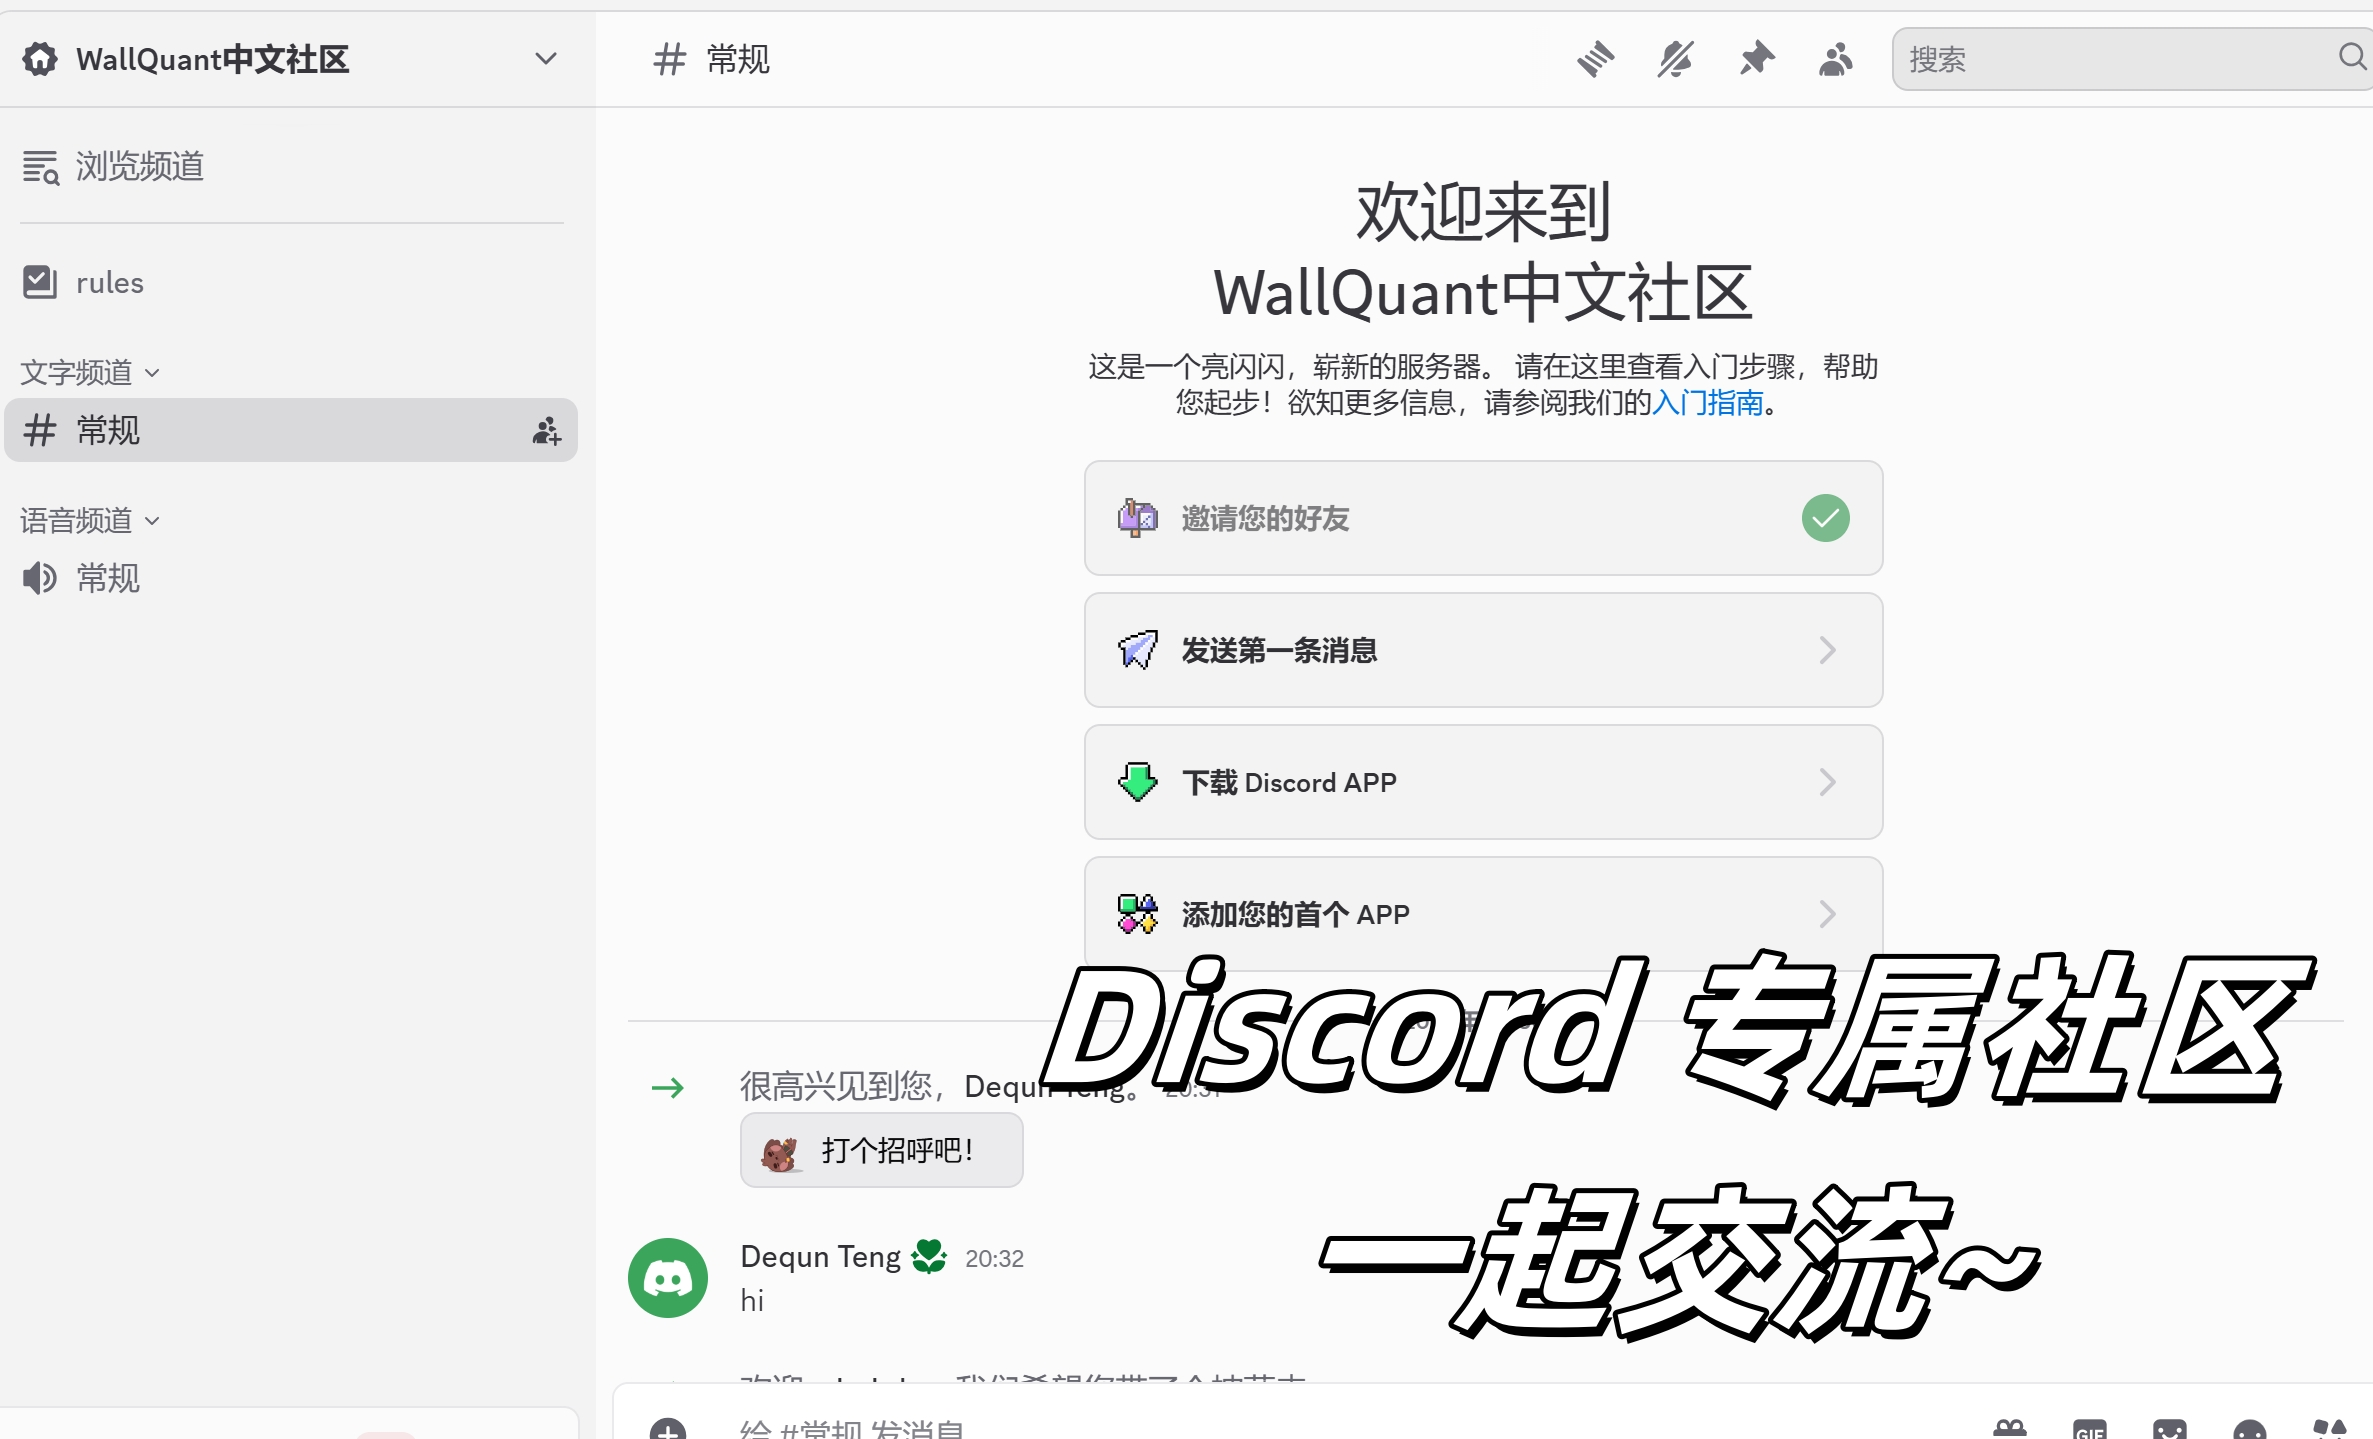 WallQuant中文社区
浏览频道
rules
文字频道
常规
语音频道
常规
常规
搜索
欢迎来到
WallQuant中文社区
这是一个亮闪闪，崭新的服务器。 请在这里查看入门步骤，帮助
您起步！欲知更多信息，请参阅我们的入门指南。
邀请您的好友
发送第一条消息
下载 Discord APP
添加您的首个 APP
Discord 专属社区
很高兴见到您，Dequn Teng。
打个招呼吧！
一起交流~
Dequn Teng 20:32
hi
给 #常规 发消息
GIF